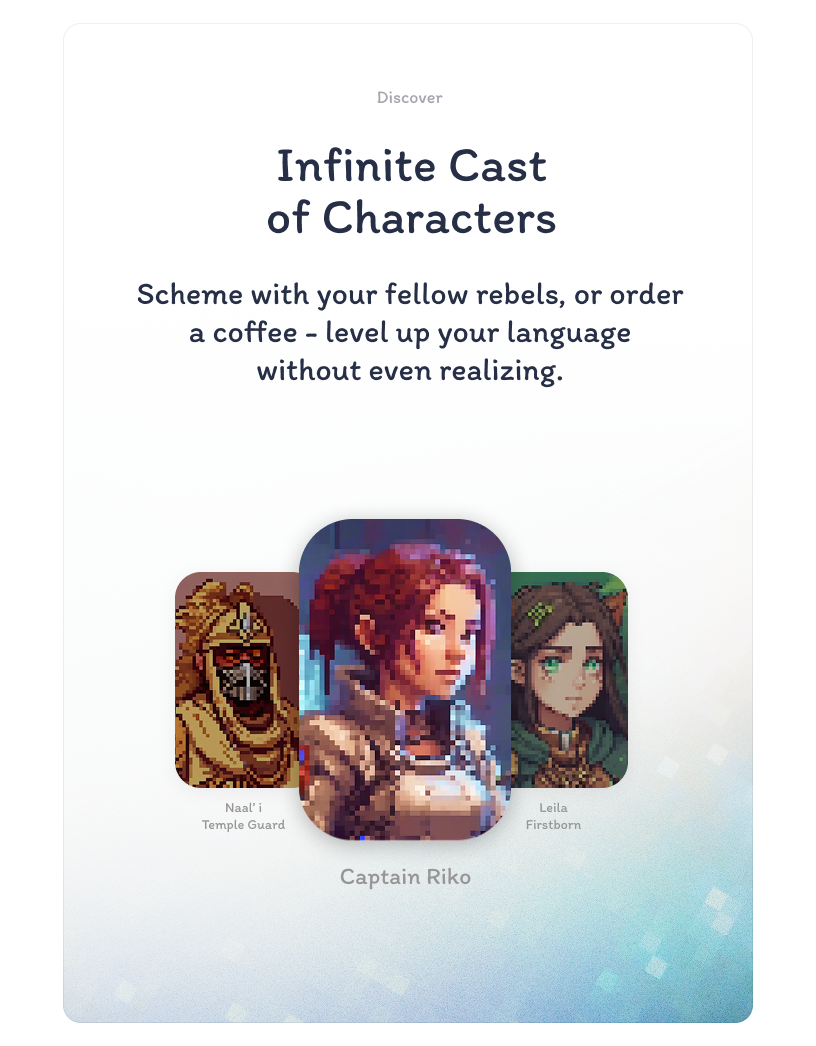 Discover
Infinite Cast
of Characters
Scheme with your fellow rebels, or order
a coffee - level up your language
without even realizing.
Naal' i
Temple Guard
Leila
Firstborn
Captain Riko